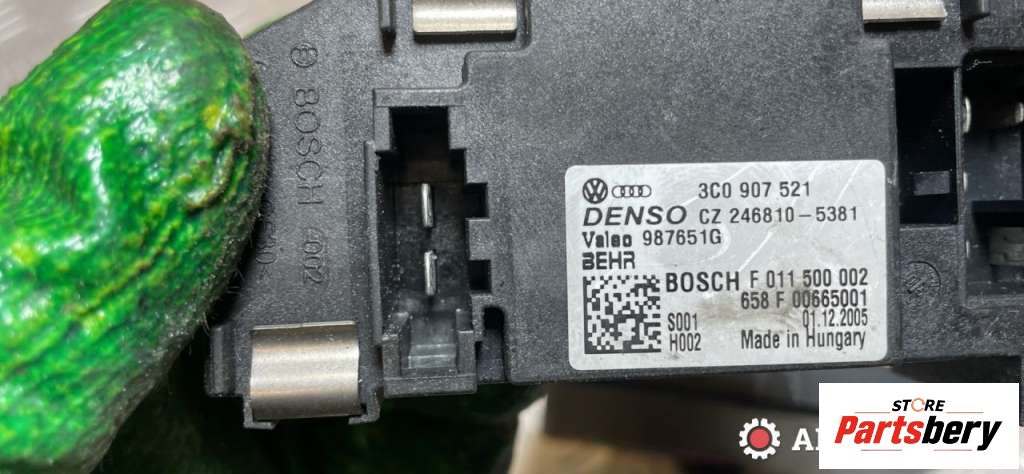 BOSCH
3C0 907 521
DENSO CZ 246810-5381
Valeo 987651G
BEHR
BOSCH F 011 500 002
658 F 00665001
S001 01.12.2005
H002 Made in Hungary
STORE
Partsbery